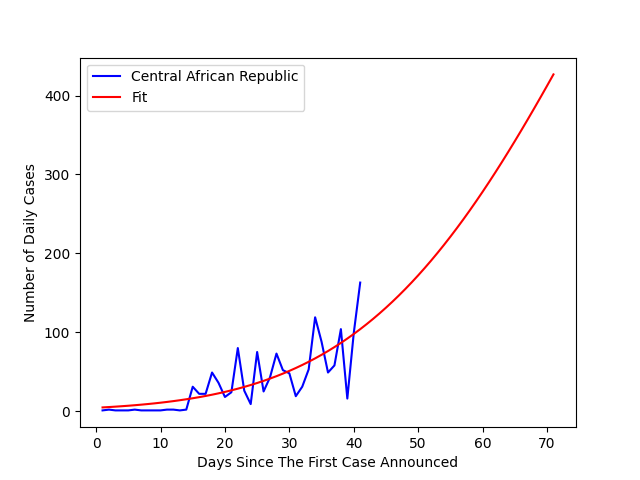 Central African Republic
Fit
400
300
200
100
0
Number of Daily Cases
0 10 20 30 40 50 60 70
Days Since The First Case Announced